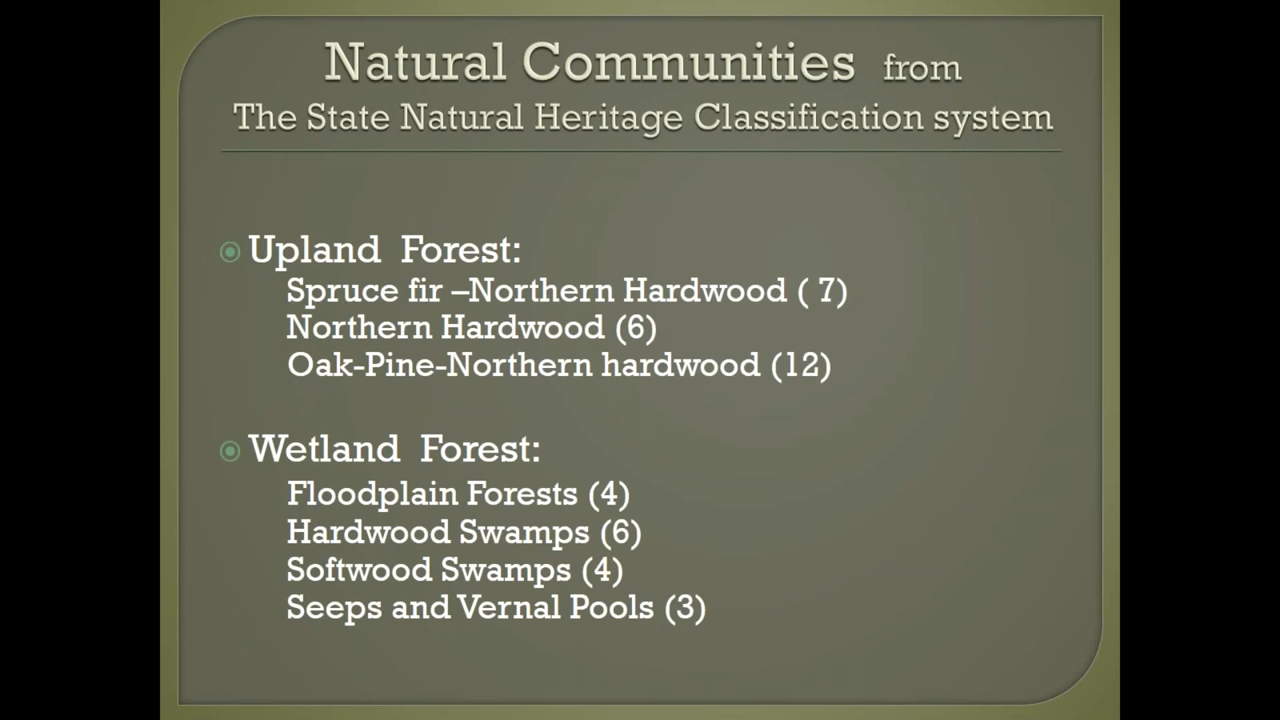 Natural Communities from
The State Natural Heritage Classification system
Upland Forest:
Spruce fir –Northern Hardwood ( 7)
Northern Hardwood (6)
Oak-Pine-Northern hardwood (12)
Wetland Forest:
Floodplain Forests (4)
Hardwood Swamps (6)
Softwood Swamps (4)
Seeps and Vernal Pools (3)